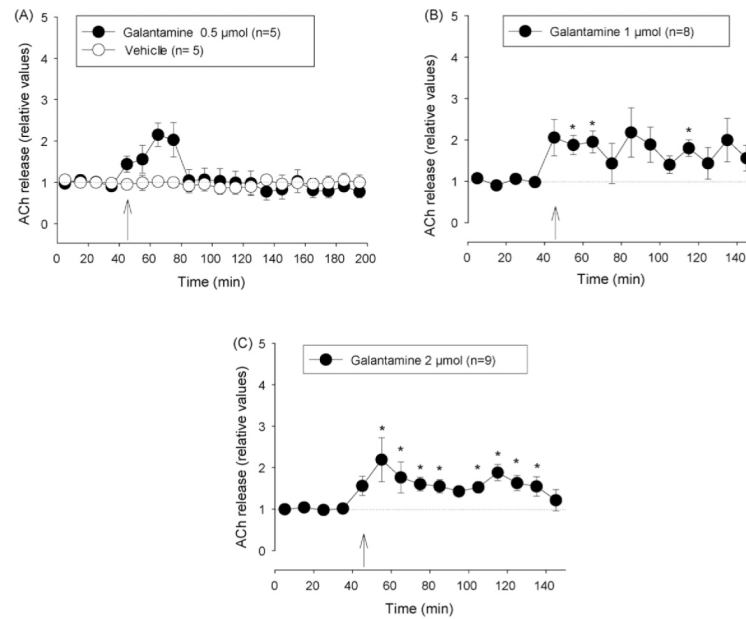 (A)
Galantamine 0.5 µmol (n=5)
Vehicle (n= 5)
ACh release (relative values)
5
4
3
2
1
0
0 20 40 60 80 100 120 140 160 180 200
Time (min)
(B)
Galantamine 1 µmol (n=8)
ACh release (relative values)
5
4
3
2
1
0
* * *
0 20 40 60 80 100 120 140
Time (min)
(C)
Galantamine 2 µmol (n=9)
ACh release (relative values)
5
4
3
2
1
0
* * * * * * * *
0 20 40 60 80 100 120 140
Time (min)